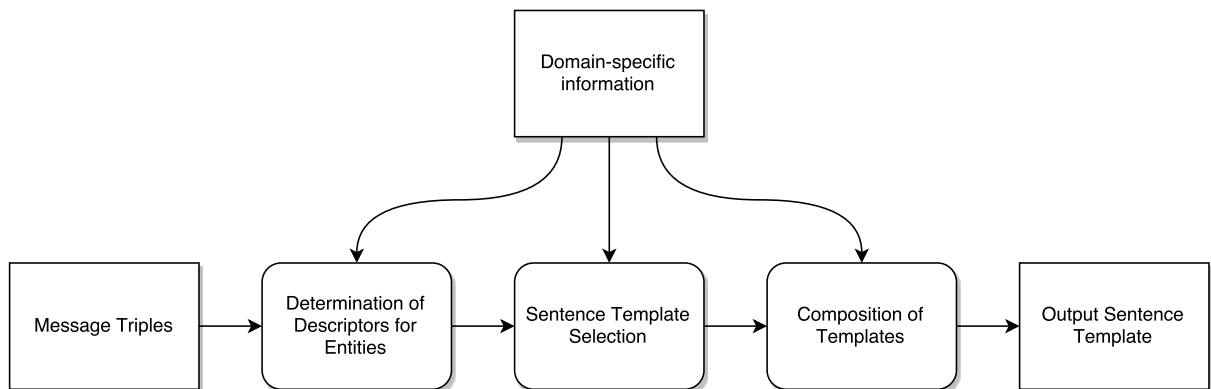 Domain-specific
information
Message Triples
Determination of
Descriptors for
Entities
Sentence Template
Selection
Composition of
Templates
Output Sentence
Template